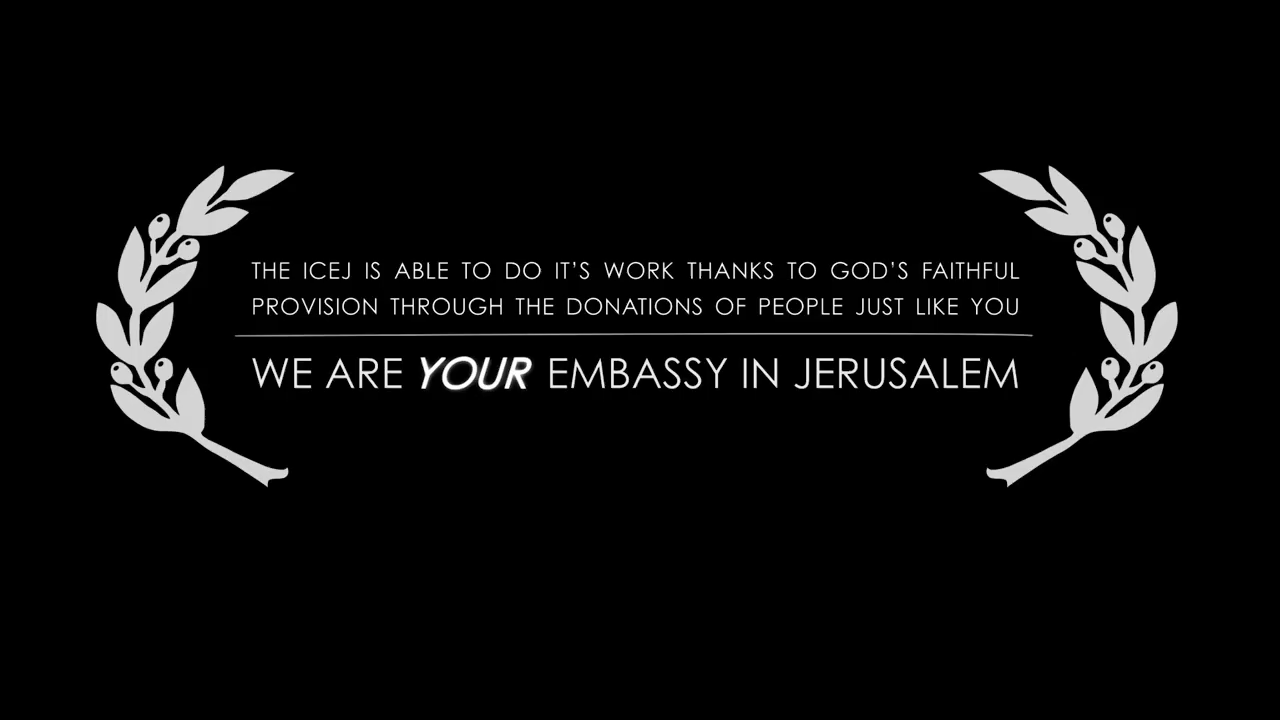 THE ICEJ IS ABLE TO DO IT'S WORK THANKS TO GOD'S FAITHFUL
PROVISION THROUGH THE DONATIONS OF PEOPLE JUST LIKE YOU
WE ARE YOUR EMBASSY IN JERUSALEM